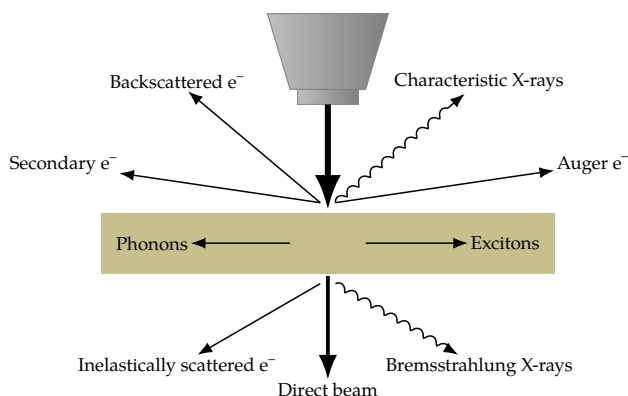 Backscattered e⁻
Characteristic X-rays
Secondary e⁻
Auger e⁻
Phonons
Excitons
Inelastically scattered e⁻
Bremsstrahlung X-rays
Direct beam